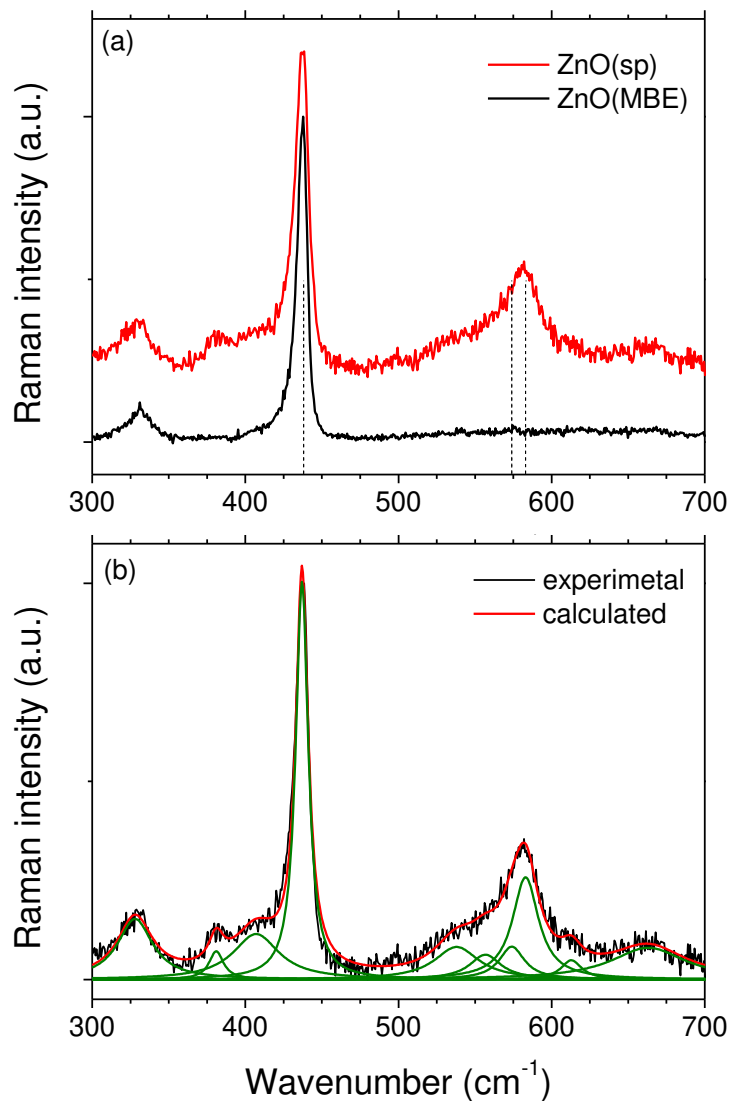 (a)
ZnO(sp)
ZnO(MBE)
Raman intensity (a.u.)
300 400 500 600 700
(b)
experimetal
calculated
Raman intensity (a.u.)
300 400 500 600 700
Wavenumber (cm⁻¹)